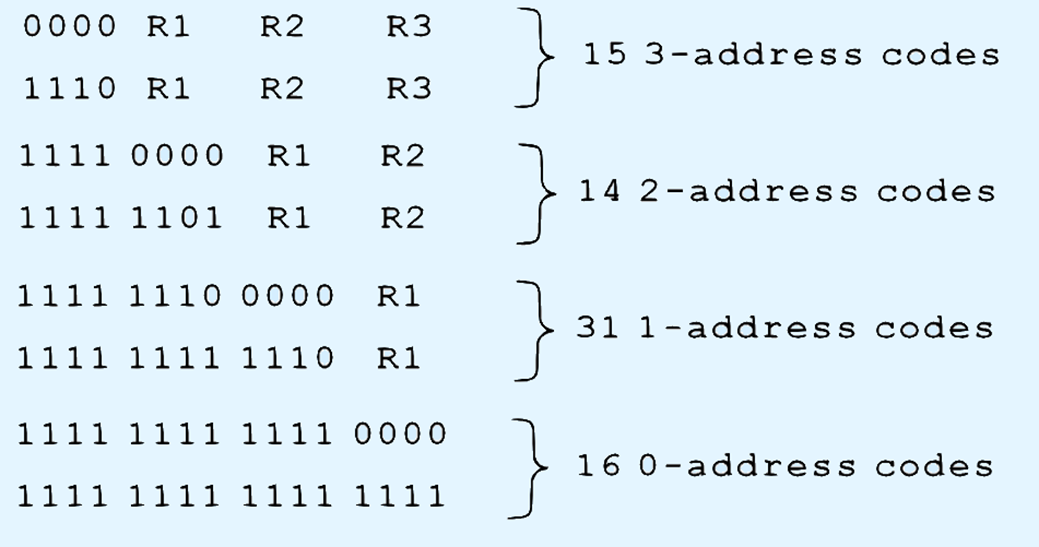 0000 R1 R2 R3
15 3-address codes
1110 R1 R2 R3
1111 0000 R1 R2
14 2-address codes
1111 1101 R1 R2
1111 1110 0000 R1
31 1-address codes
1111 1111 1110 R1
1111 1111 1111 0000
16 0-address codes
1111 1111 1111 1111